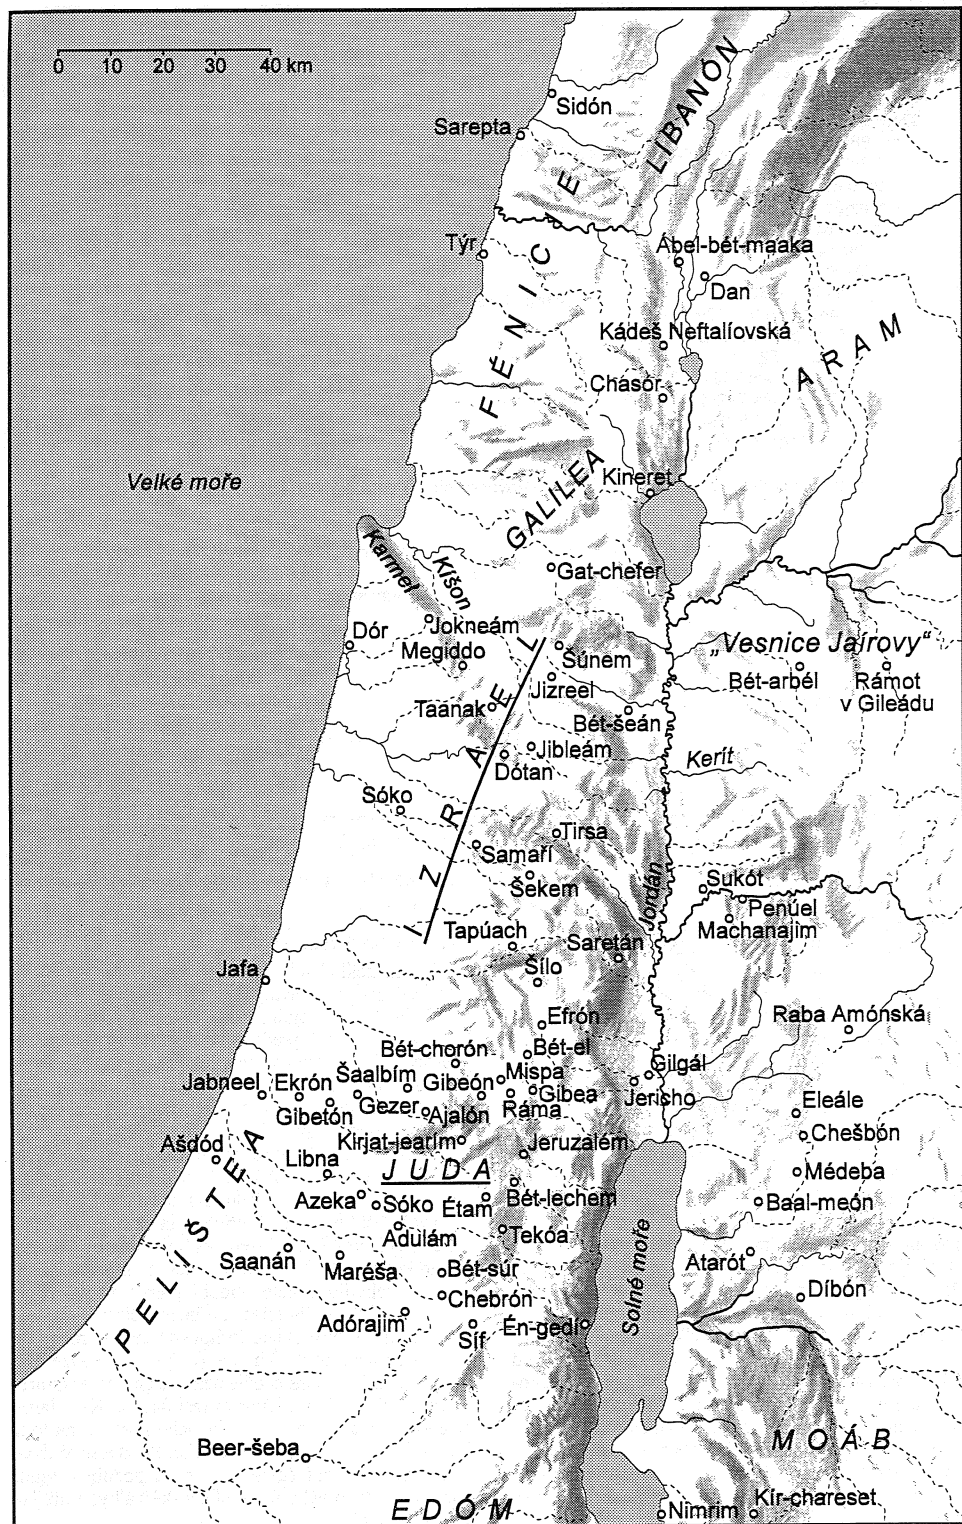 0 10 20 30 40 km
Sidón
Sarepta
LIBANÓN
FÉNICIE
Týr
Ábel-bét-maaka
Dan
Kádeš Neftalíovská
ARAM
Chasór
Velké moře
Kineret
GALILEA
Karmel
Kíšon
Gat-chefer
Jokneám
Dór
Megiddo
Šúnem
„Vesnice Jaírovy“
Bét-arbél
Rámot
v Gileádu
Jizreel
Taanak
Bét-šeán
IZRAEL
Jibleám
Dótan
Kerít
Sóko
Tirsa
Samaří
Šekem
Jordán
Sukót
Penúel
Machanajim
Tapúach
Saretán
Šílo
Jafa
Efrón
Raba Amónská
Bét-chorón
Bét-el
Mispa
Gilgál
Jabneel
Ekrón
Šaalbím
Gibeón
Gibea
Jericho
Gibetón
Gezer
Ajalón
Ráma
Eleále
Kirjat-jearím
Jeruzalém
Chešbón
Ašdód
Libna
JUDA
Médeba
Azeka
Sóko
Étam
Bét-lechem
Baal-meón
PELIŠTEA
Adulám
Tekóa
Saanán
Maréša
Atarót
Bét-súr
Solné moře
Díbón
Chebrón
Adórajim
Síf
Én-gedí
Beer-šeba
MOÁB
EDÓM
Nimrim
Kír-chareset